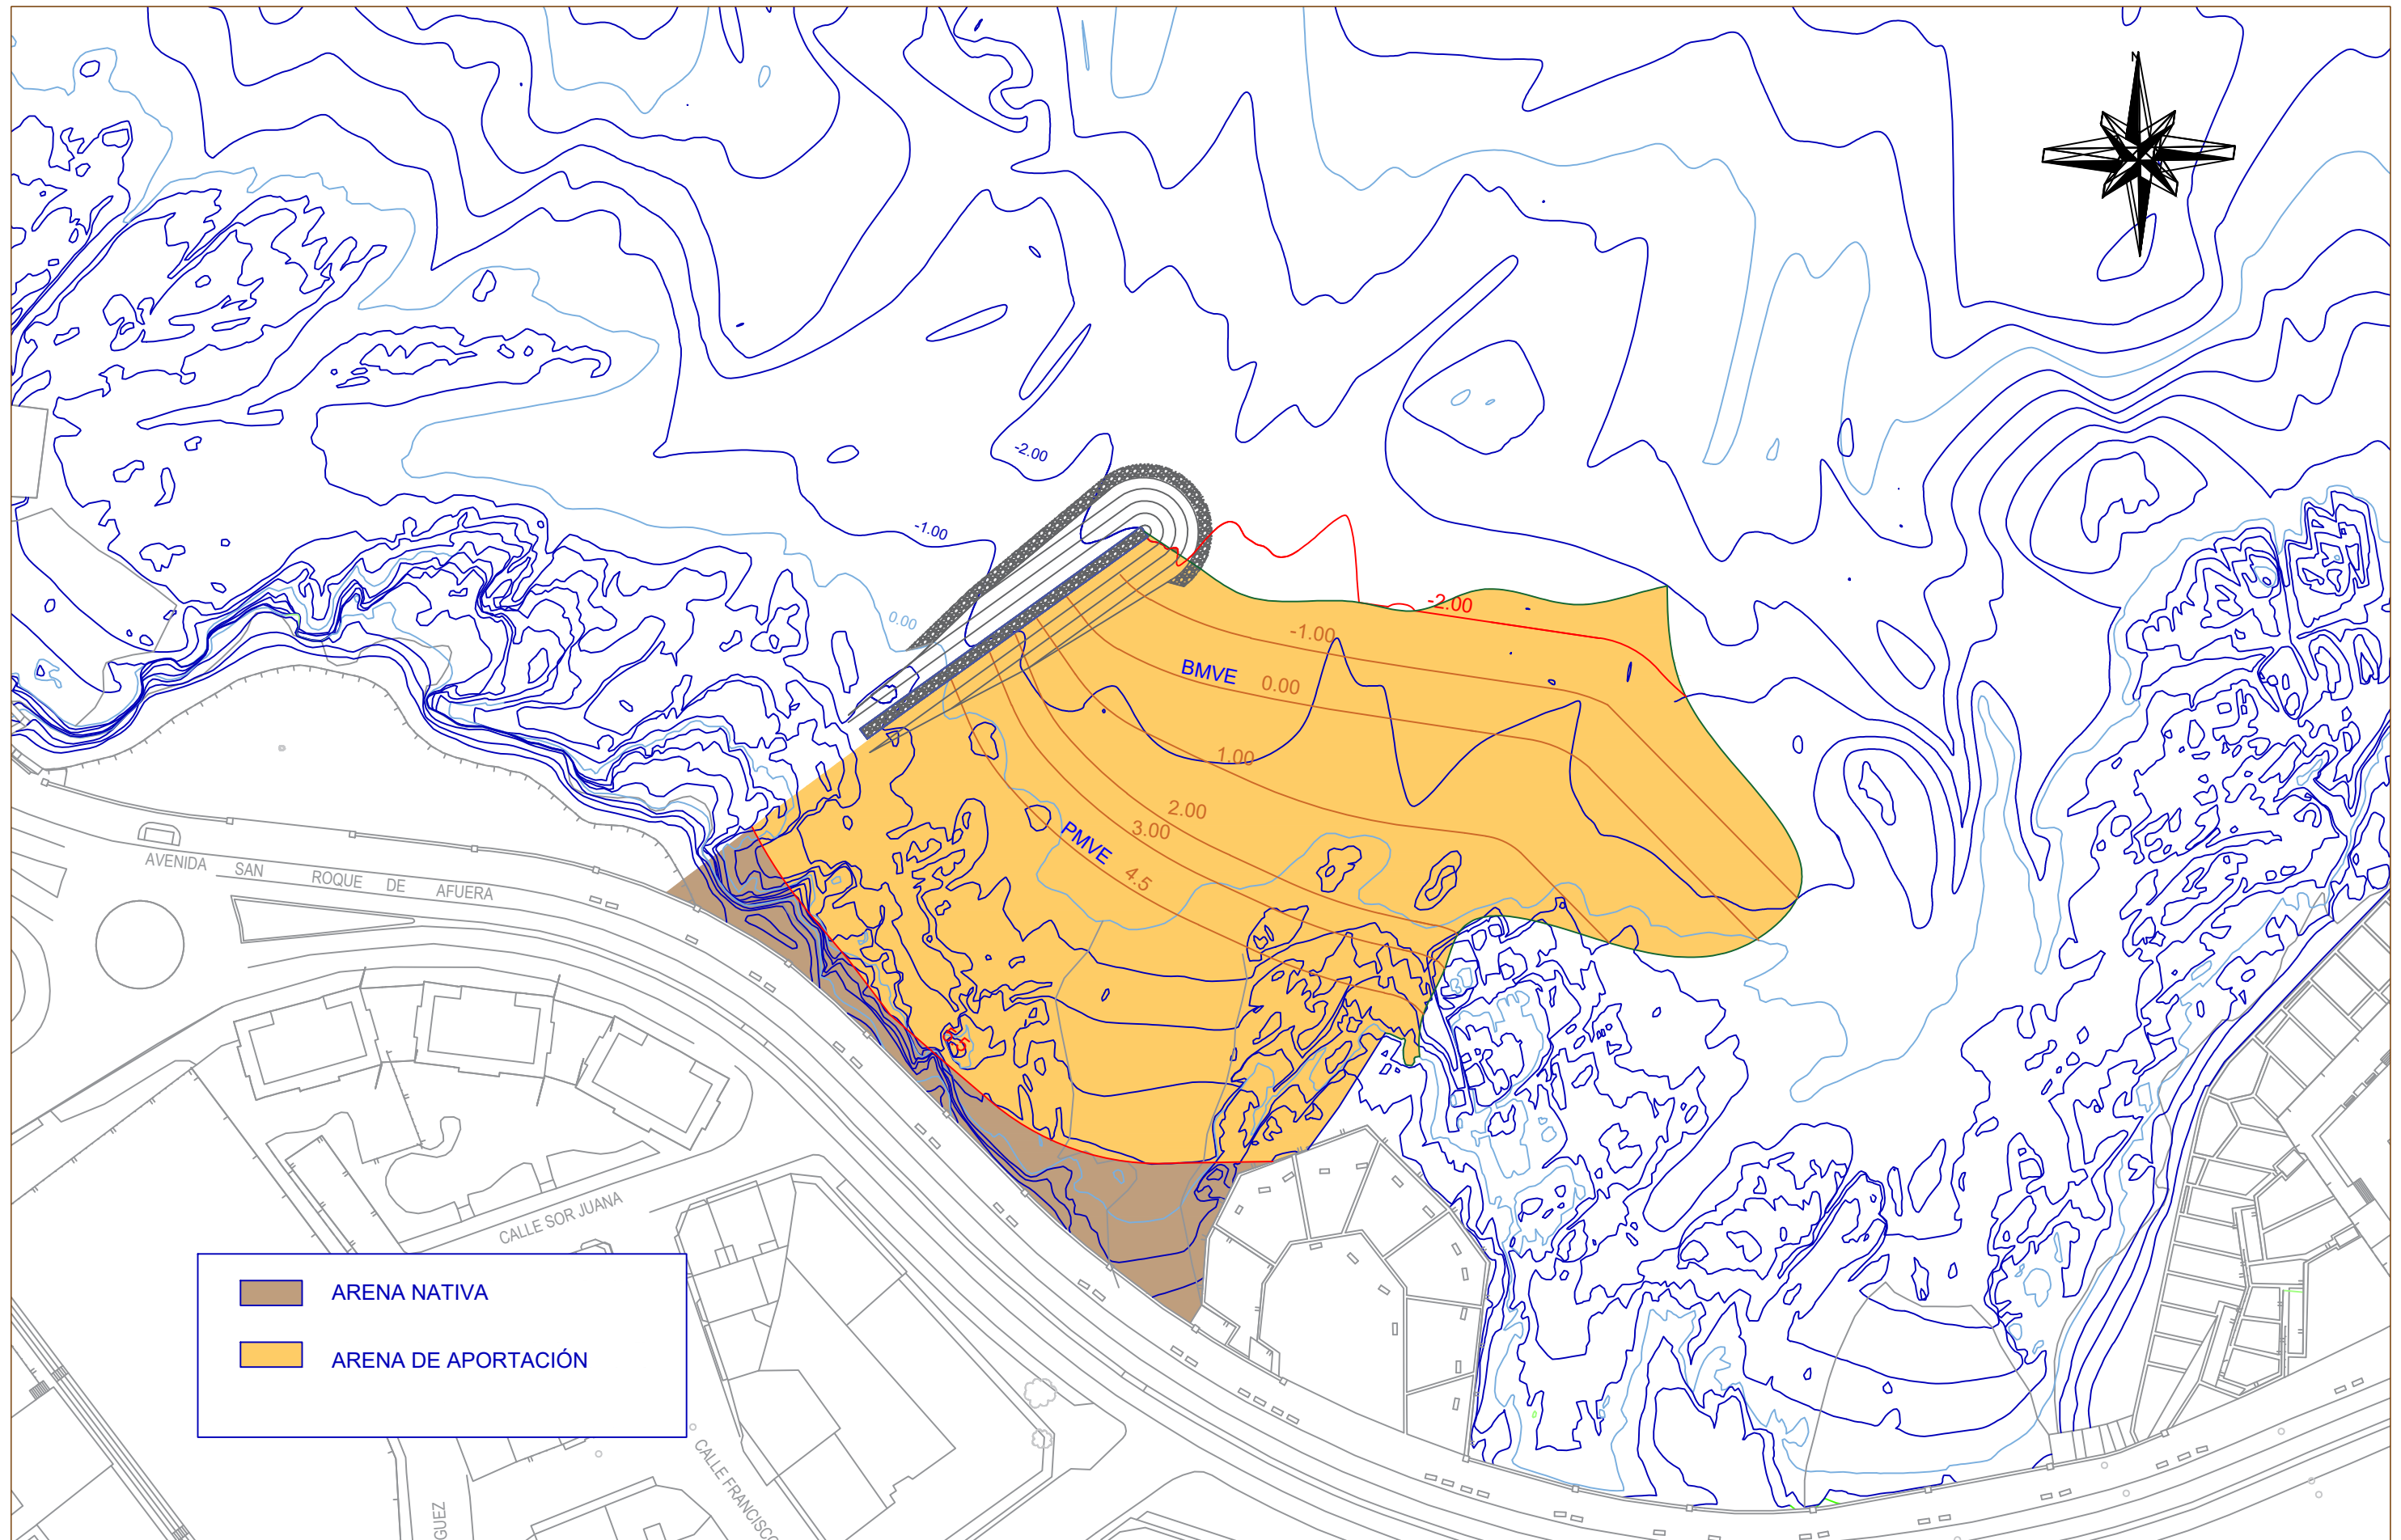 N
-2.00
-1.00
0.00
-2.00
-1.00
BMVE 0.00
1.00
2.00
3.00
PMVE
4.5
AVENIDA SAN ROQUE DE AFUERA
CALLE SOR JUANA
ARENA NATIVA
ARENA DE APORTACIÓN
CALLE FRANCISCO
GUEZ